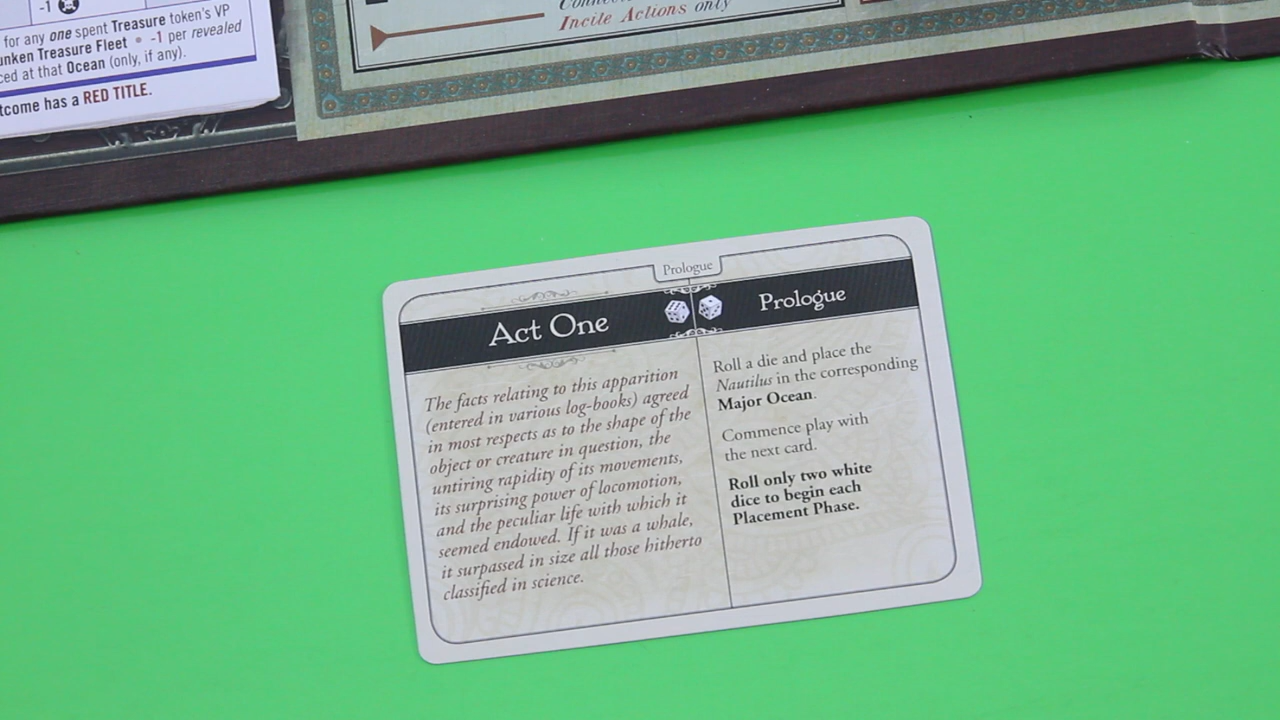 -1
for any one spent Treasure token's VP
unken Treasure Fleet • -1 per revealed
ced at that Ocean (only, if any).
tcome has a RED TITLE.
Incite Actions only
Prologue
Act One
The facts relating to this apparition
(entered in various log-books) agreed
in most respects as to the shape of the
object or creature in question, the
untiring rapidity of its movements,
its surprising power of locomotion,
and the peculiar life with which it
seemed endowed. If it was a whale,
it surpassed in size all those hitherto
classified in science.
Prologue
Roll a die and place the
Nautilus in the corresponding
Major Ocean.
Commence play with
the next card.
Roll only two white
dice to begin each
Placement Phase.